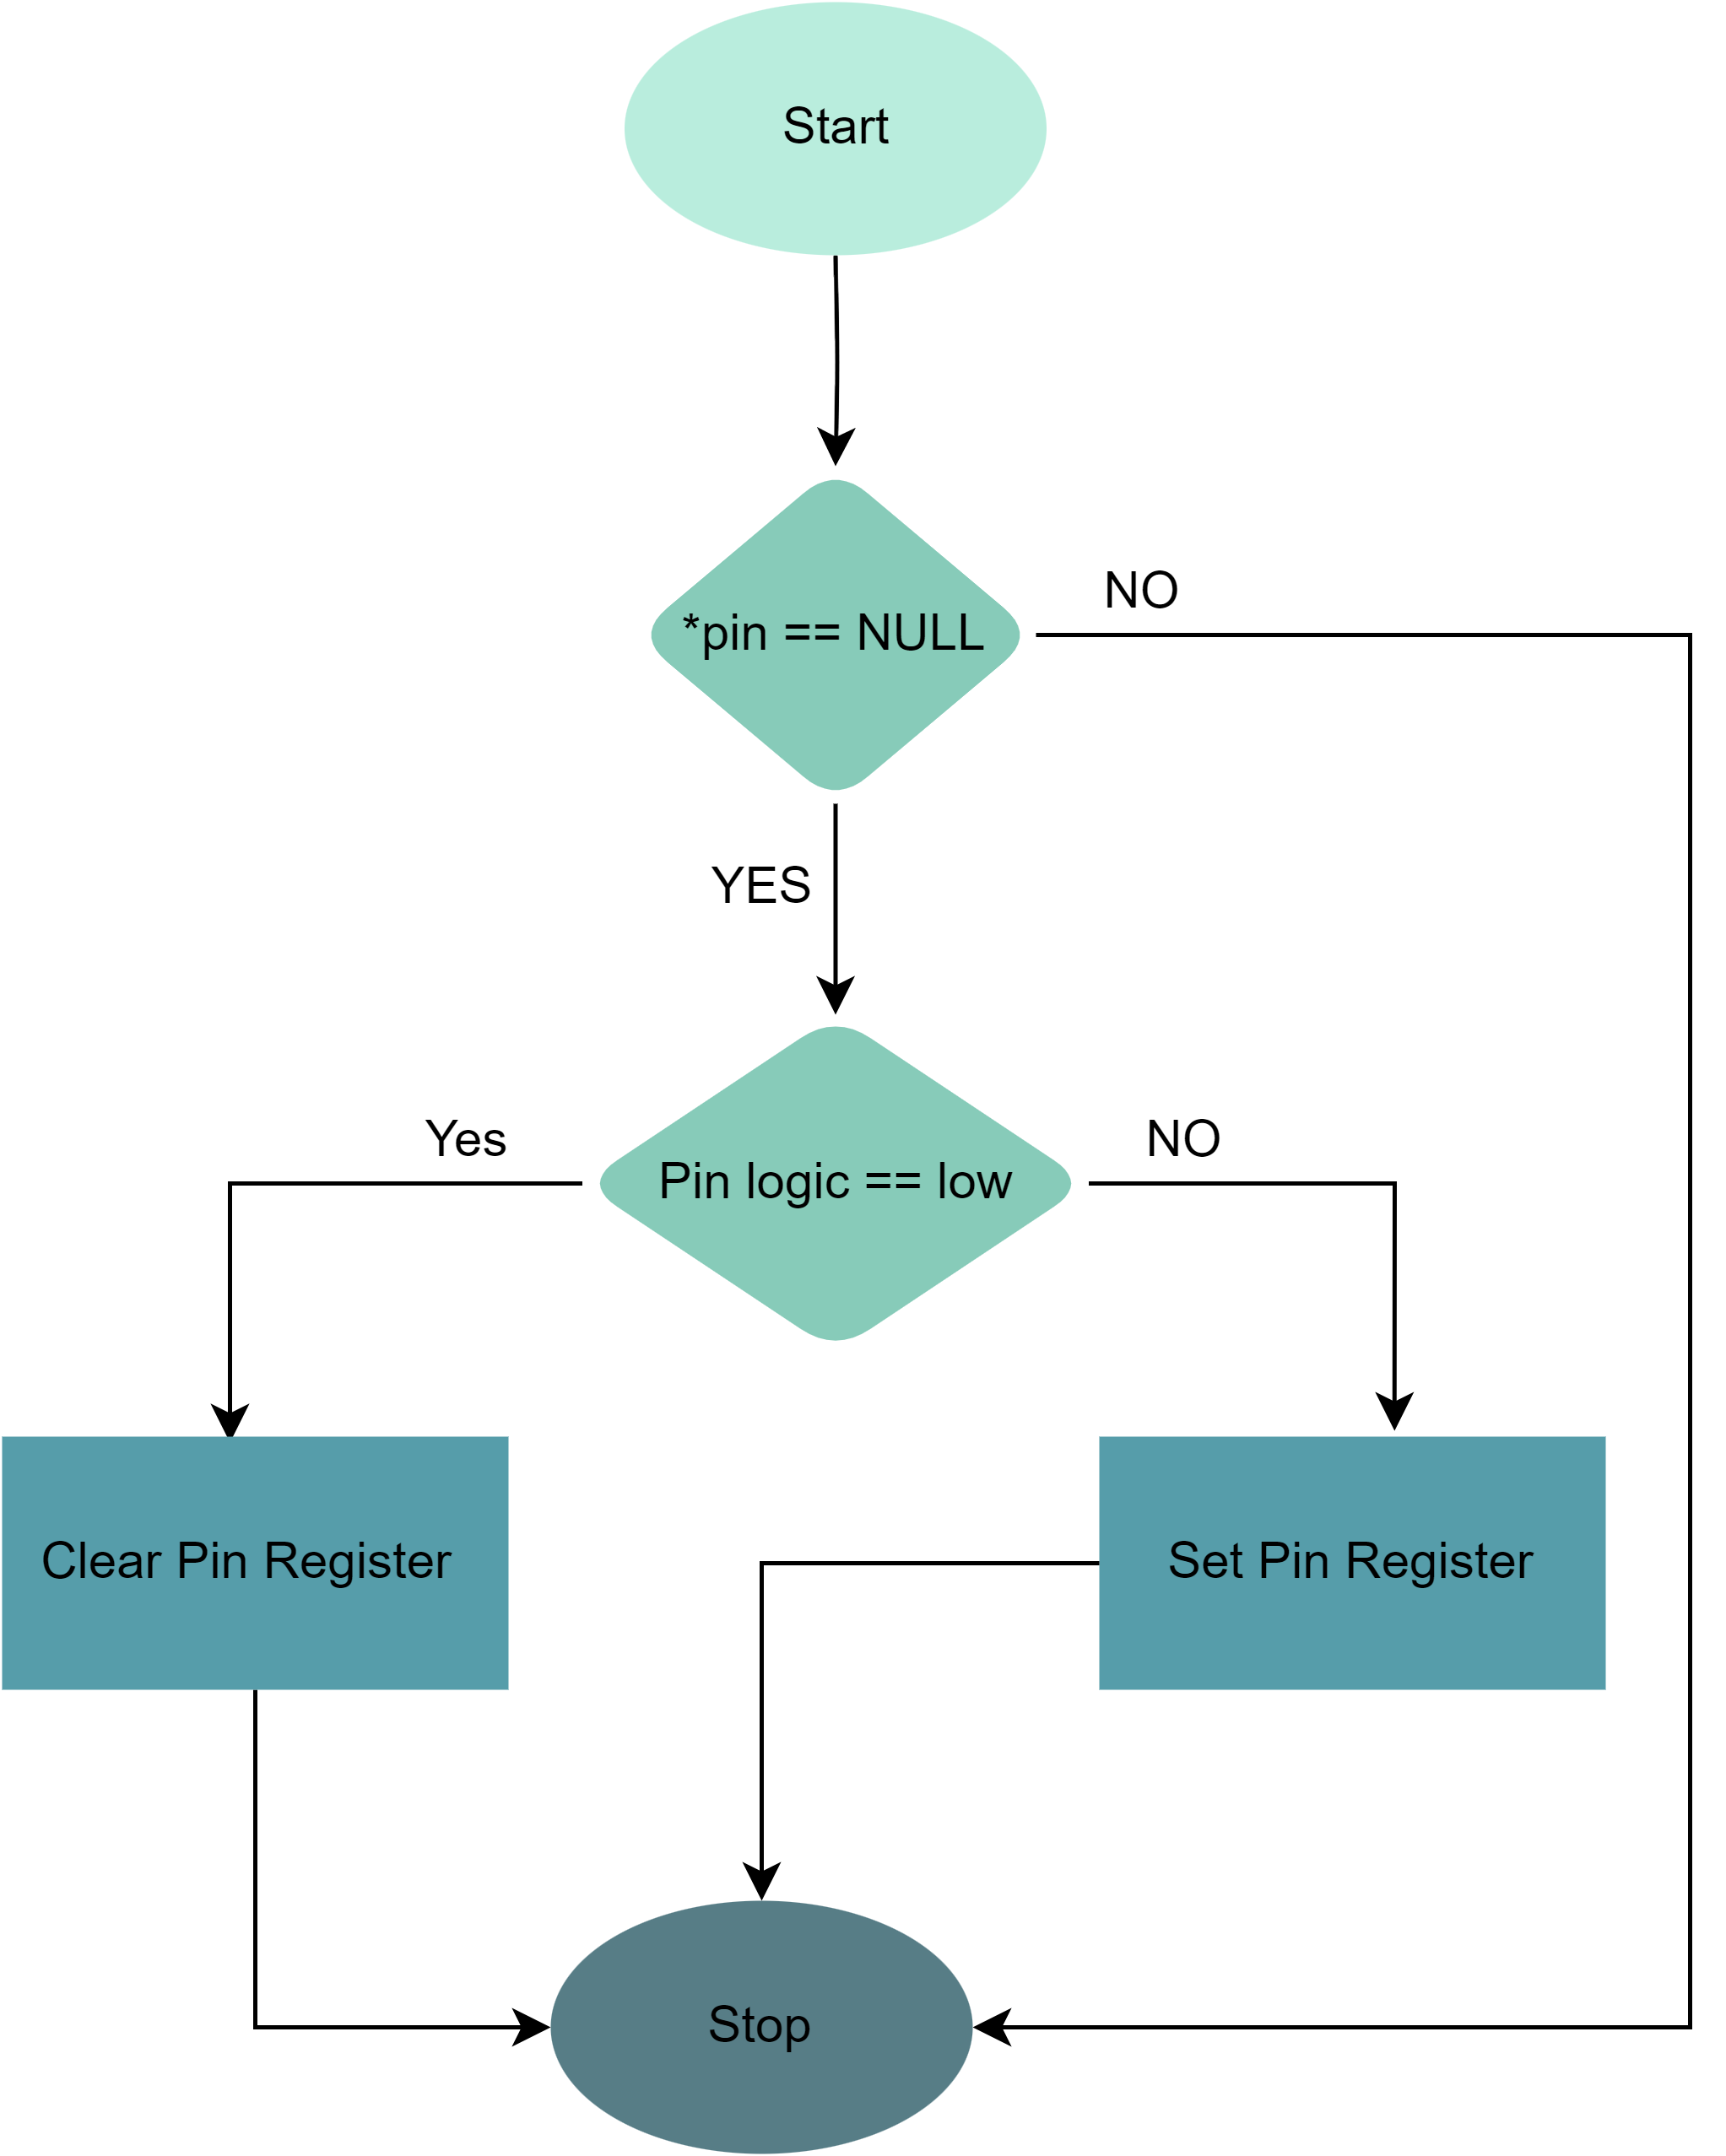 Start
*pin == NULL
NO
YES
Pin logic == low
Yes
NO
Clear Pin Register
Set Pin Register
Stop